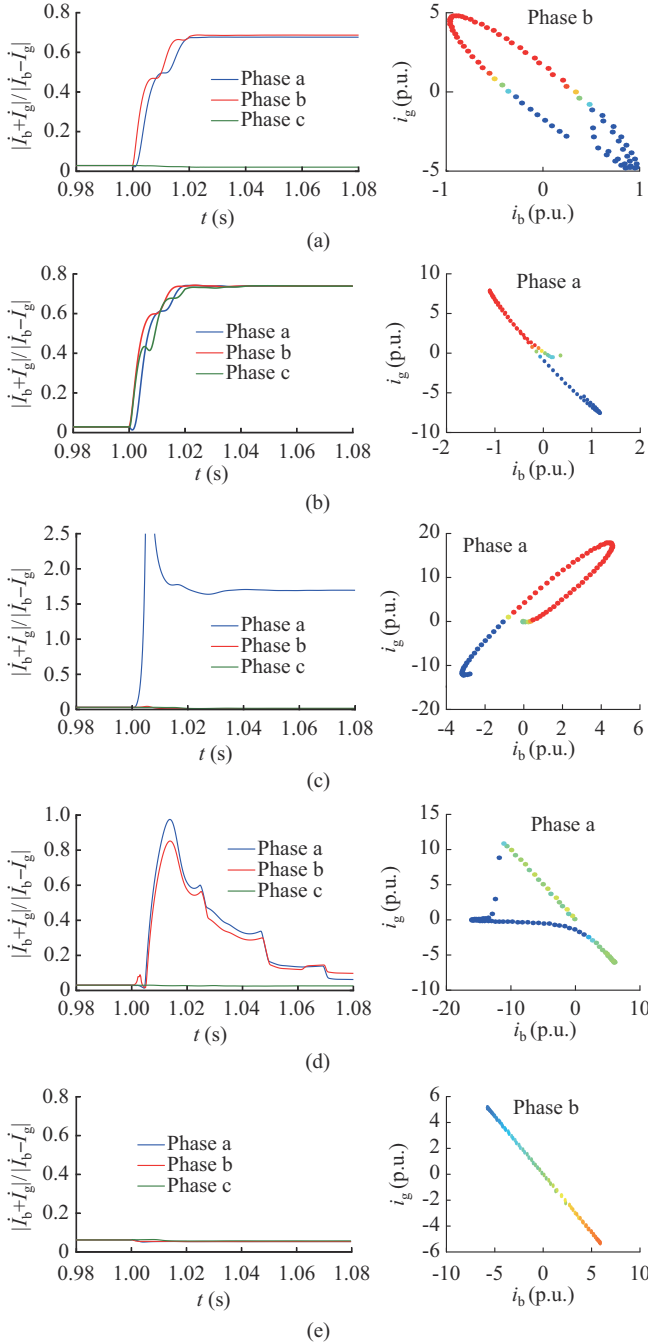 |İb+İg|/|İb−İg|
0.8
0.6
0.4
0.2
0
0.98 1.00 1.02 1.04 1.06 1.08
t (s)
Phase a
Phase b
Phase c
Phase b
ig (p.u.)
5
0
-5
-1 0 1
ib (p.u.)
(a)
|İb+İg|/|İb−İg|
0.8
0.6
0.4
0.2
0
0.98 1.00 1.02 1.04 1.06 1.08
t (s)
Phase a
Phase b
Phase c
Phase a
ig (p.u.)
10
5
0
-5
-10
-2 -1 0 1 2
ib (p.u.)
(b)
|İb+İg|/|İb−İg|
2.5
2.0
1.5
1.0
0.5
0
0.98 1.00 1.02 1.04 1.06 1.08
t (s)
Phase a
Phase b
Phase c
Phase a
ig (p.u.)
20
10
0
-10
-20
-4 -2 0 2 4 6
ib (p.u.)
(c)
|İb+İg|/|İb−İg|
1.0
0.8
0.6
0.4
0.2
0
0.98 1.00 1.02 1.04 1.06 1.08
t (s)
Phase a
Phase b
Phase c
Phase a
ig (p.u.)
15
10
5
0
-5
-10
-20 -10 0 10
ib (p.u.)
(d)
|İb+İg|/|İb−İg|
0.8
0.6
0.4
0.2
0
0.98 1.00 1.02 1.04 1.06 1.08
t (s)
Phase a
Phase b
Phase c
Phase b
ig (p.u.)
6
4
2
0
-2
-4
-6
-10 -5 0 5 10
ib (p.u.)
(e)